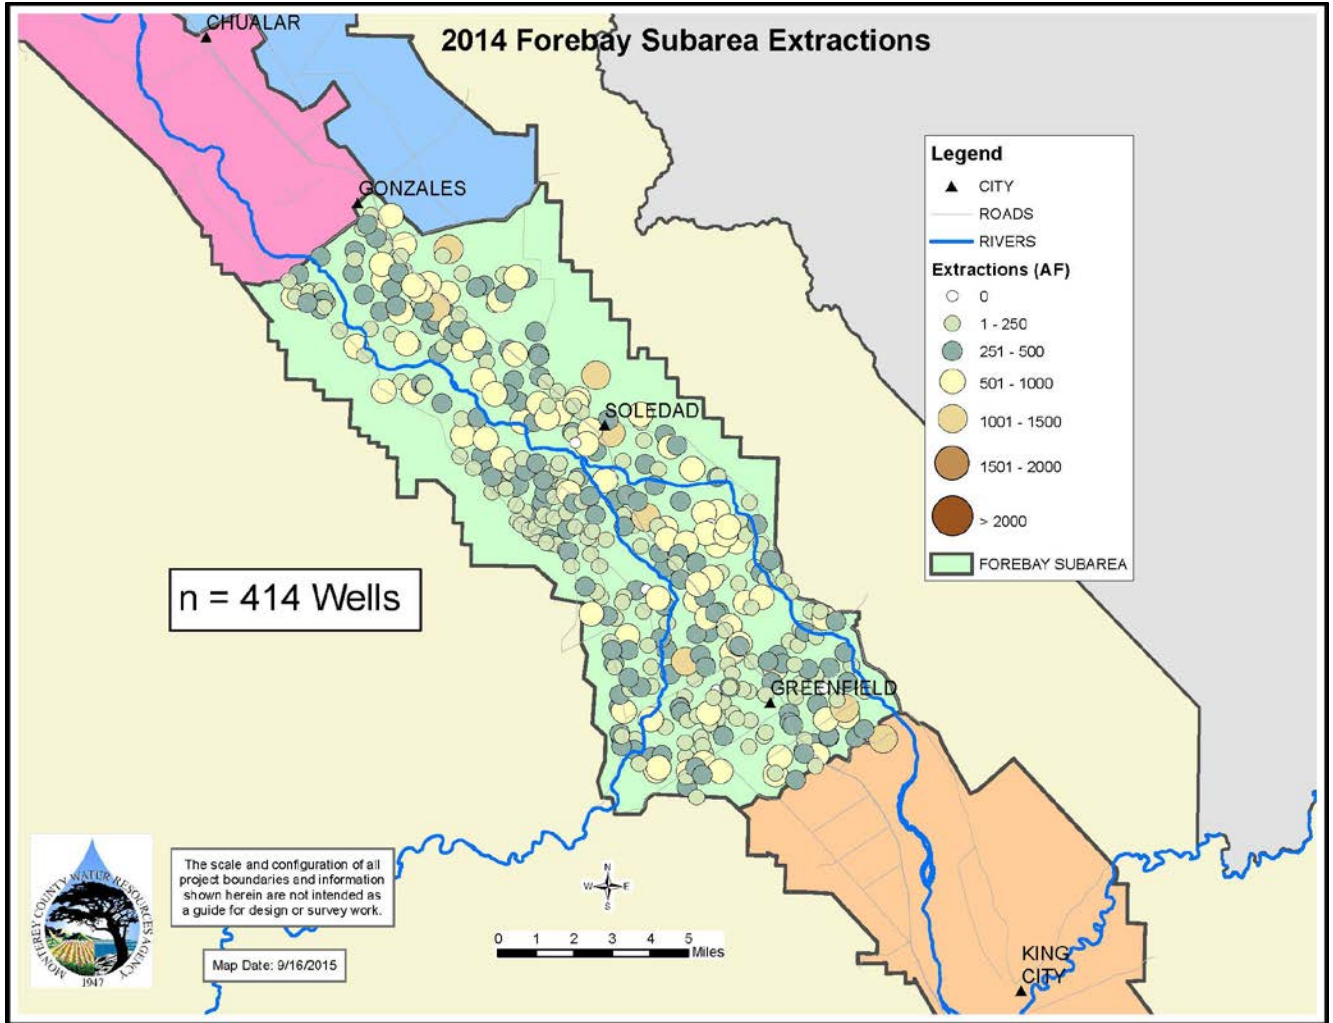 CHUALAR
2014 Forebay Subarea Extractions
GONZALES
Legend
CITY
ROADS
RIVERS
Extractions (AF)
0
1 - 250
251 - 500
501 - 1000
1001 - 1500
1501 - 2000
> 2000
FOREBAY SUBAREA
SOLEDAD
n = 414 Wells
GREENFIELD
MONTEREY COUNTY WATER RESOURCES AGENCY
1947
The scale and configuration of all
project boundaries and information
shown herein are not intended as
a guide for design or survey work.
Map Date: 9/16/2015
N
W E
S
0 1 2 3 4 5
Miles
KING
CITY